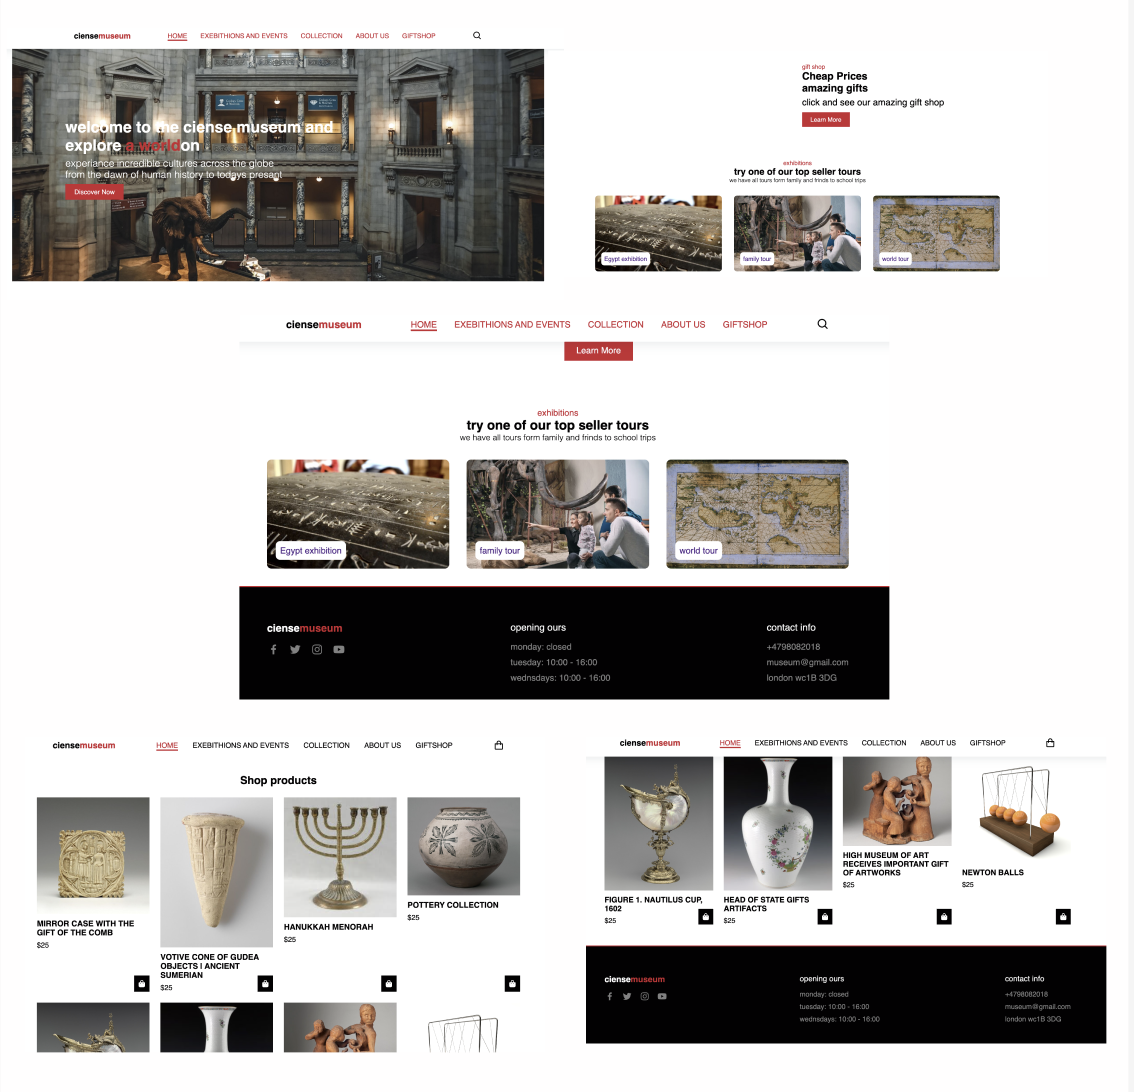 ciensemuseum
HOME
EXEBITHIONS AND EVENTS
COLLECTION
ABOUT US
GIFTSHOP
welcome to the ciense museum and
explore a worldon
experiance incredible cultures across the globe
from the dawn of human history to todays presant
Discover Now
gift shop
Cheap Prices
amazing gifts
click and see our amazing gift shop
Learn More
exhibitions
try one of our top seller tours
we have all tours form family and frinds to school trips
Egypt exhibition
family tour
world tour
ciensemuseum
HOME
EXEBITHIONS AND EVENTS
COLLECTION
ABOUT US
GIFTSHOP
Learn More
exhibitions
try one of our top seller tours
we have all tours form family and frinds to school trips
Egypt exhibition
family tour
world tour
ciensemuseum
opening ours
monday: closed
tuesday: 10:00 - 16:00
wednsdays: 10:00 - 16:00
contact info
+4798082018
museum@gmail.com
london wc1B 3DG
ciensemuseum
HOME
EXEBITHIONS AND EVENTS
COLLECTION
ABOUT US
GIFTSHOP
Shop products
MIRROR CASE WITH THE
GIFT OF THE COMB
$25
VOTIVE CONE OF GUDEA
OBJECTS | ANCIENT
SUMERIAN
$25
HANUKKAH MENORAH
$25
POTTERY COLLECTION
$25
ciensemuseum
HOME
EXEBITHIONS AND EVENTS
COLLECTION
ABOUT US
GIFTSHOP
FIGURE 1. NAUTILUS CUP,
1602
$25
HEAD OF STATE GIFTS
ARTIFACTS
$25
HIGH MUSEUM OF ART
RECEIVES IMPORTANT GIFT
OF ARTWORKS
$25
NEWTON BALLS
$25
ciensemuseum
opening ours
monday: closed
tuesday: 10:00 - 16:00
wednsdays: 10:00 - 16:00
contact info
+4798082018
museum@gmail.com
london wc1B 3DG